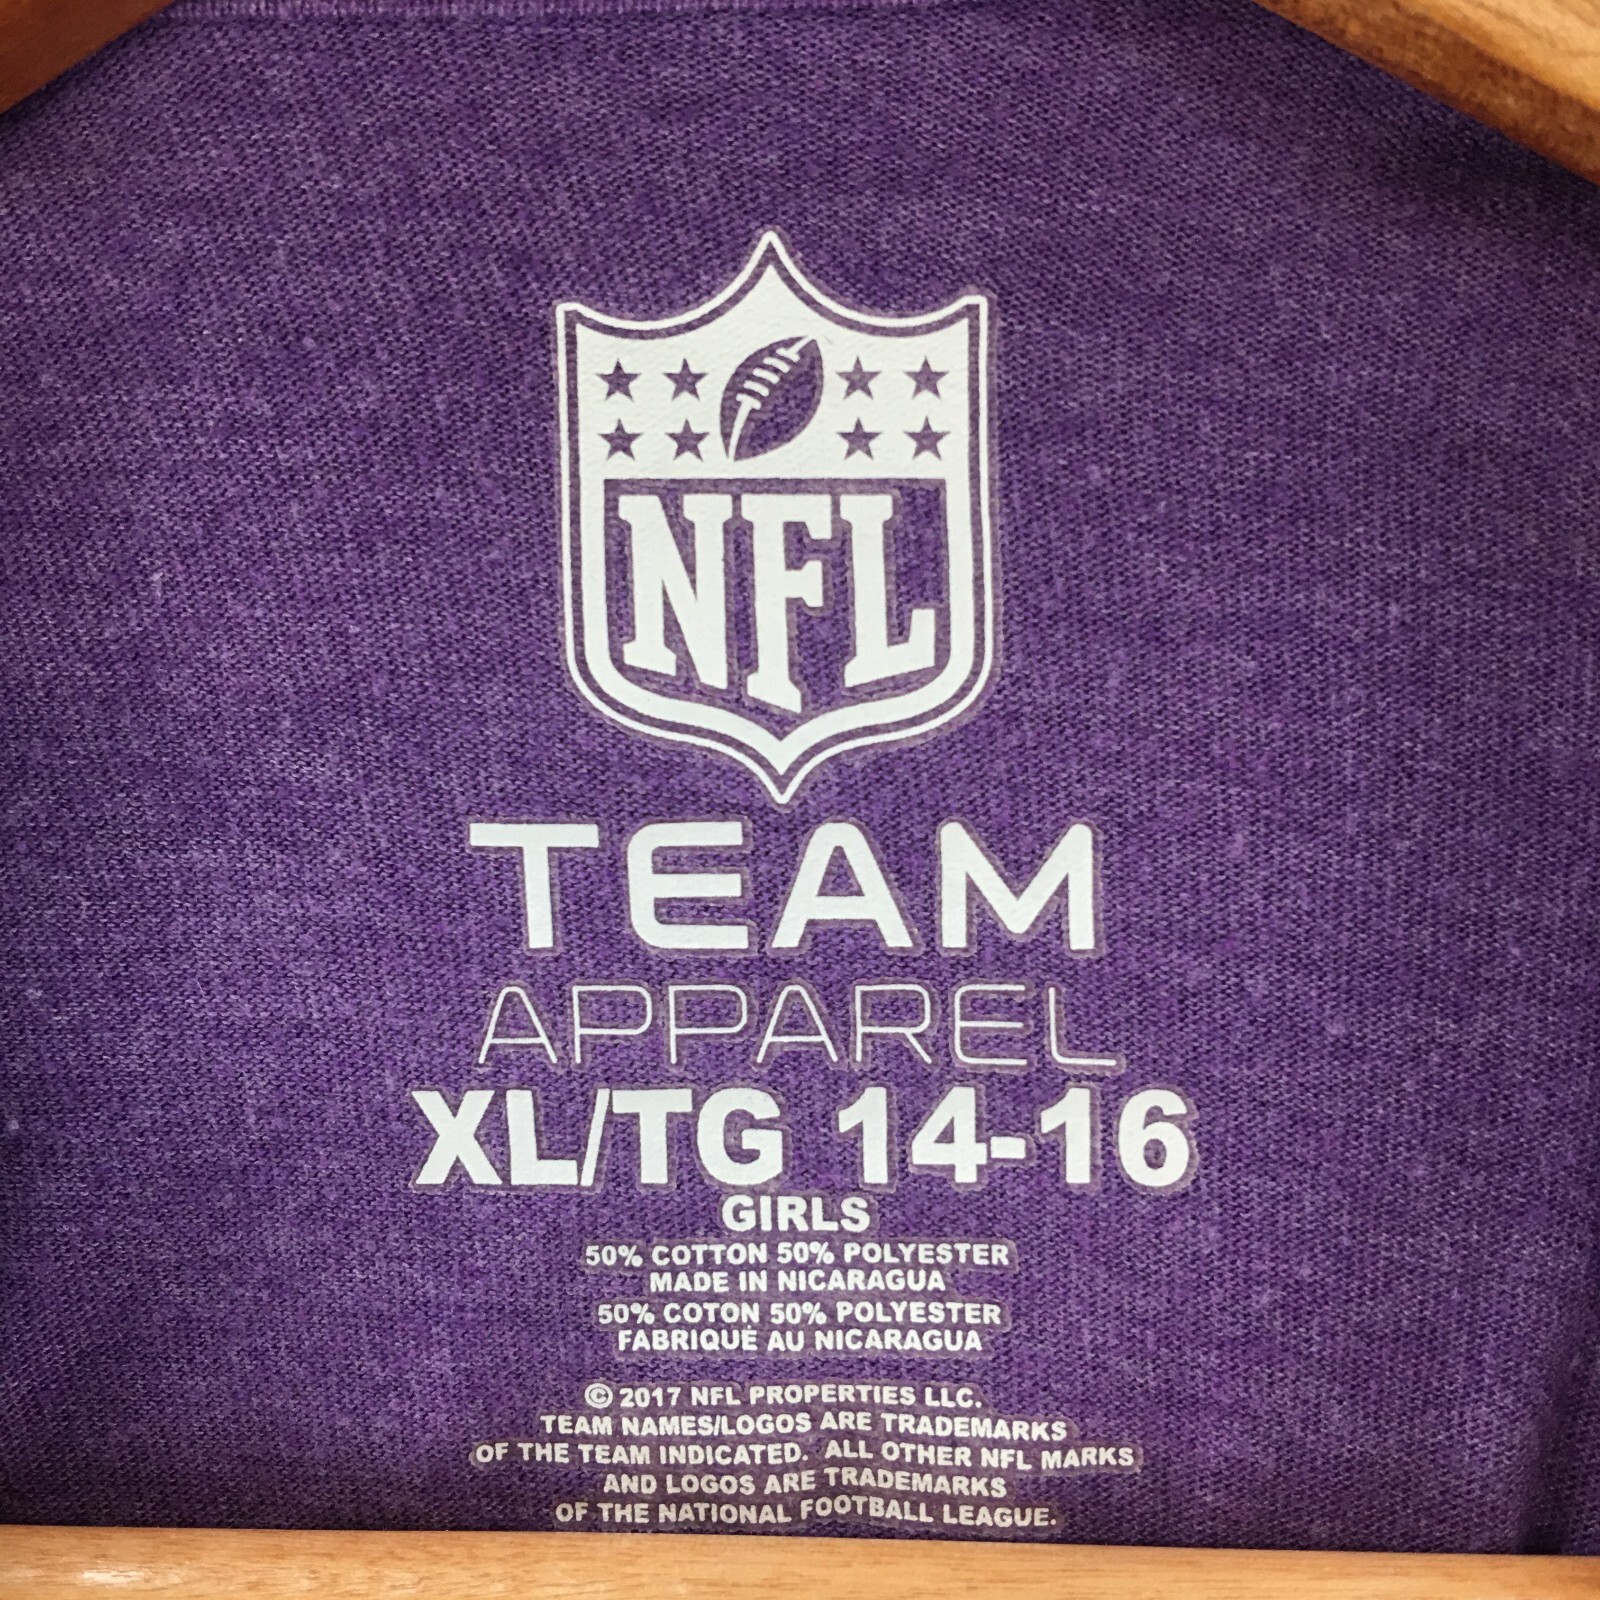 NFL
TEAM
APPAREL
XL/TG 14-16
GIRLS
50% COTTON 50% POLYESTER
MADE IN NICARAGUA
50% COTON 50% POLYESTER
FABRIQUÉ AU NICARAGUA
© 2017 NFL PROPERTIES LLC.
TEAM NAMES/LOGOS ARE TRADEMARKS
OF THE TEAM INDICATED. ALL OTHER NFL MARKS
AND LOGOS ARE TRADEMARKS
OF THE NATIONAL FOOTBALL LEAGUE.